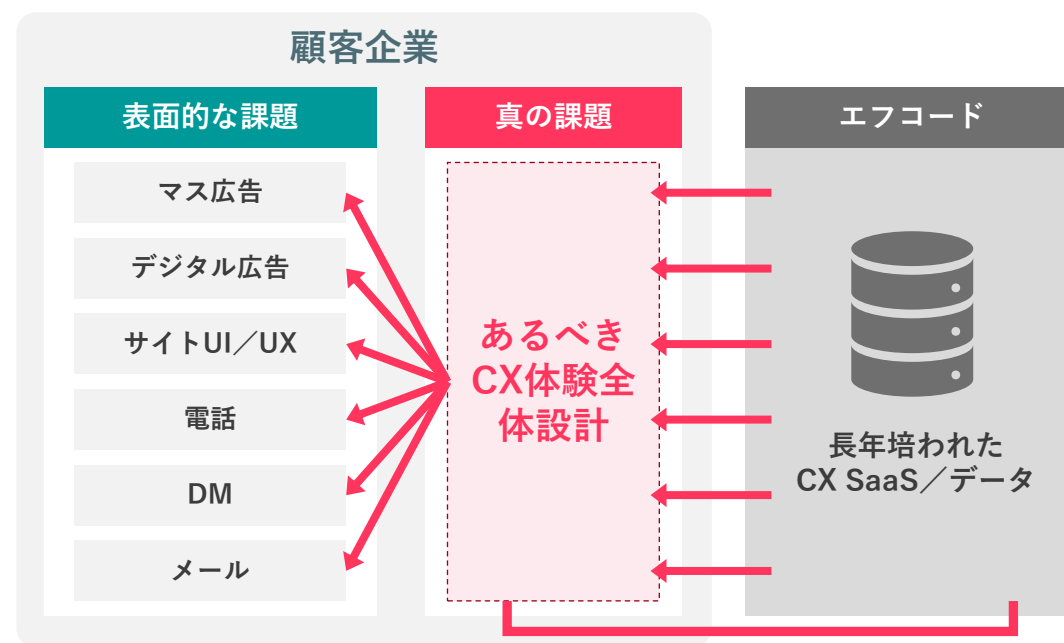 顧客企業
表面的な課題
真の課題
エフコード
マス広告
デジタル広告
サイトUI／UX
電話
DM
メール
あるべき
CX体験全
体設計
長年培われた
CX SaaS／データ